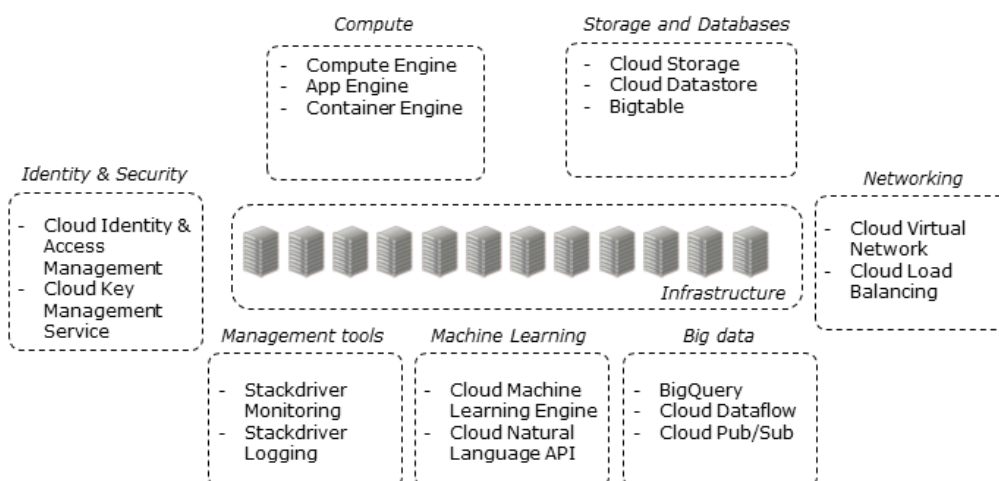 Compute
- Compute Engine
- App Engine
- Container Engine
Storage and Databases
- Cloud Storage
- Cloud Datastore
- Bigtable
Identity & Security
- Cloud Identity &
Access
Management
- Cloud Key
Management
Service
Infrastructure
Networking
- Cloud Virtual
Network
- Cloud Load
Balancing
Management tools
- Stackdriver
Monitoring
- Stackdriver
Logging
Machine Learning
- Cloud Machine
Learning Engine
- Cloud Natural
Language API
Big data
- BigQuery
- Cloud Dataflow
- Cloud Pub/Sub